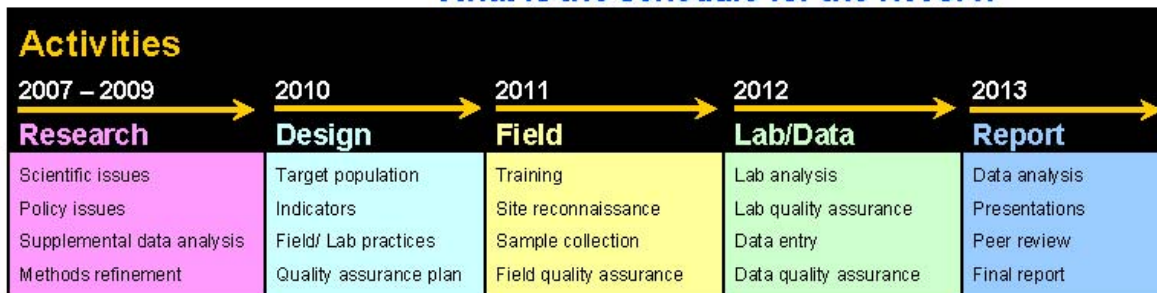 Activities
2007 – 2009
2010
2011
2012
2013
Research
Design
Field
Lab/Data
Report
Scientific issues
Policy issues
Supplemental data analysis
Methods refinement
Target population
Indicators
Field/ Lab practices
Quality assurance plan
Training
Site reconnaissance
Sample collection
Field quality assurance
Lab analysis
Lab quality assurance
Data entry
Data quality assurance
Data analysis
Presentations
Peer review
Final report